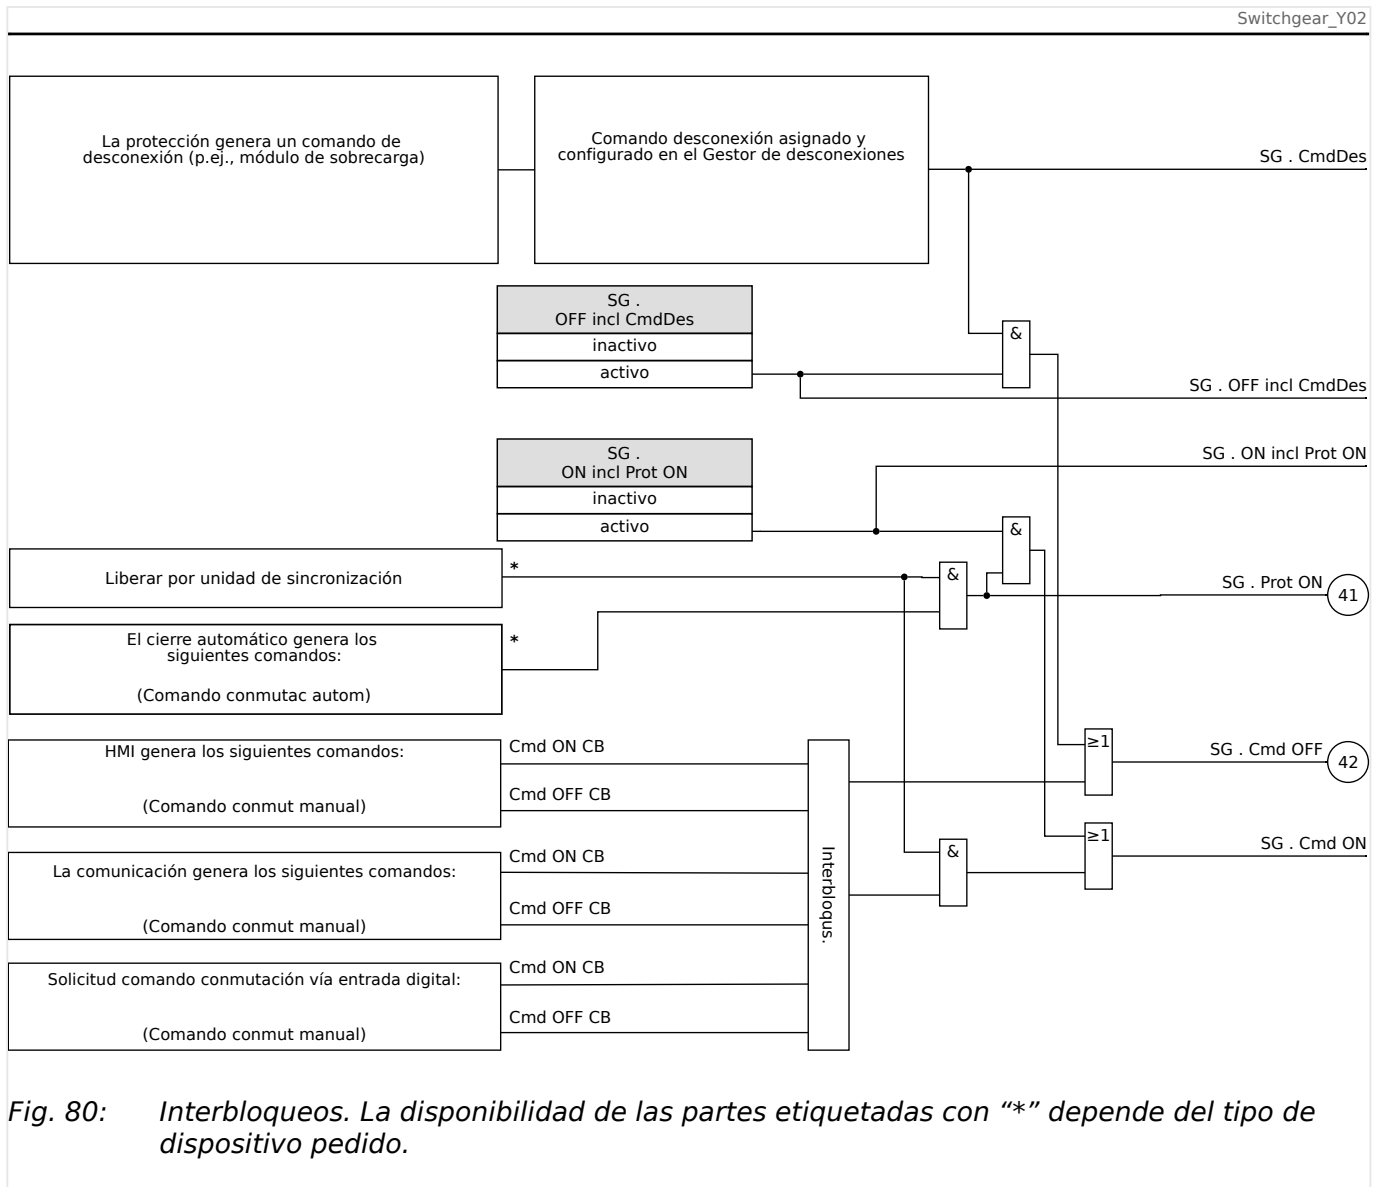 Switchgear_Y02
La protección genera un comando de
desconexión (p.ej., módulo de sobrecarga)
Comando desconexión asignado y
configurado en el Gestor de desconexiones
SG . CmdDes
SG .
OFF incl CmdDes
inactivo
activo
&
SG . OFF incl CmdDes
SG .
ON incl Prot ON
inactivo
activo
SG . ON incl Prot ON
&
Liberar por unidad de sincronización
*
&
SG . Prot ON
41
El cierre automático genera los
siguientes comandos:
(Comando conmutac autom)
*
HMI genera los siguientes comandos:
(Comando conmut manual)
Cmd ON CB
Cmd OFF CB
≥1
SG . Cmd OFF
42
La comunicación genera los siguientes comandos:
(Comando conmut manual)
Cmd ON CB
Cmd OFF CB
Interbloqus.
&
≥1
SG . Cmd ON
Solicitud comando conmutación vía entrada digital:
(Comando conmut manual)
Cmd ON CB
Cmd OFF CB
Fig. 80: Interbloqueos. La disponibilidad de las partes etiquetadas con “*” depende del tipo de
dispositivo pedido.